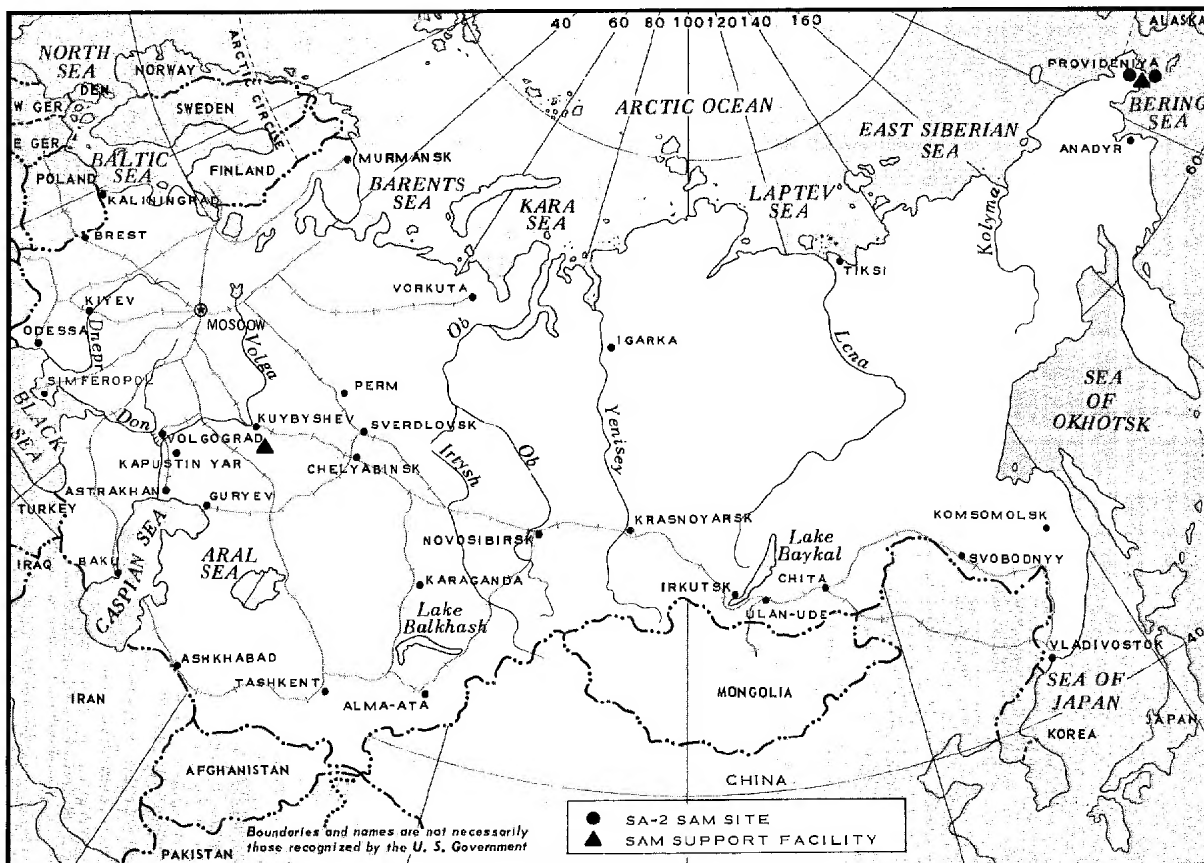 40 60 80 100 120 140 160
ALASKA
NORTH
SEA
DEN
NORWAY
ARCTIC CIRCLE
PROVIDENIYA
W GER
SWEDEN
ARCTIC OCEAN
BERING
SEA
EAST SIBERIAN
SEA
E GER
BALTIC
SEA
FINLAND
MURMANSK
ANADYR
60
POLAND
BARENTS
SEA
KARA
SEA
LAPTEV
SEA
Kolyma
KALININGRAD
BREST
TIKSI
VORKUTA
KIYEV
Ob
MOSCOW
ODESSA
Dnepr
Volga
IGARKA
Lena
SIMFEROPOL
PERM
SEA
OF
OKHOTSK
BLACK
SEA
Don
KUYBYSHEV
SVERDLOVSK
Yenisey
VOLGOGRAD
KAPUSTIN YAR
CHELYABINSK
Irtysh
Ob
ASTRAKHAN
GURYEV
TURKEY
KRASNOYARSK
KOMSOMOLSK
NOVOSIBIRSK
Lake
Baykal
SVOBODNYY
IRAQ
BAKU
CASPIAN SEA
ARAL
SEA
KARAGANDA
IRKUTSK
CHITA
ULAN-UDE
Lake
Balkhash
40
VLADIVOSTOK
ASHKHABAD
TASHKENT
ALMA-ATA
IRAN
MONGOLIA
SEA OF
JAPAN
JAPAN
KOREA
AFGHANISTAN
CHINA
PAKISTAN
Boundaries and names are not necessarily
those recognized by the U. S. Government
SA-2 SAM SITE
SAM SUPPORT FACILITY